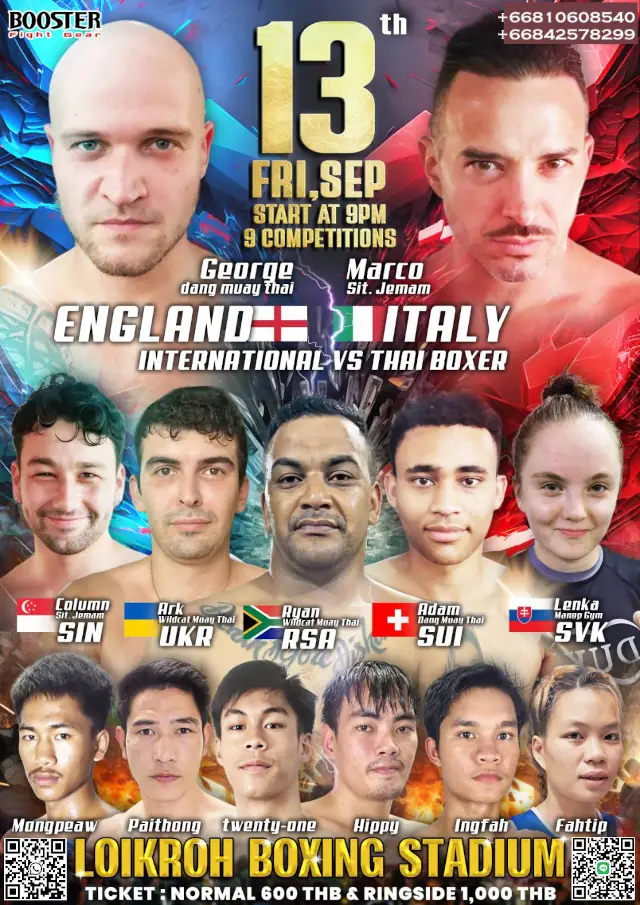 BOOSTER
Fight Gear
+66810608540
+66842578299
13th
FRI,SEP
START AT 9PM
9 COMPETITIONS
George
dang muay thai
Marco
Sit. Jemam
ENGLAND
ITALY
INTERNATIONAL VS THAI BOXER
Column
Sit. Jemam
SIN
Ark
Wildcat Muay Thai
UKR
Ryan
Wildcat Muay Thai
RSA
Adam
Dang Muay Thai
SUI
Lenka
Manop Gym
SVK
Mongpeaw
Paithong
twenty-one
Hippy
Ingfah
Fahtip
LOIKROH BOXING STADIUM
TICKET : NORMAL 600 THB & RINGSIDE 1,000 THB